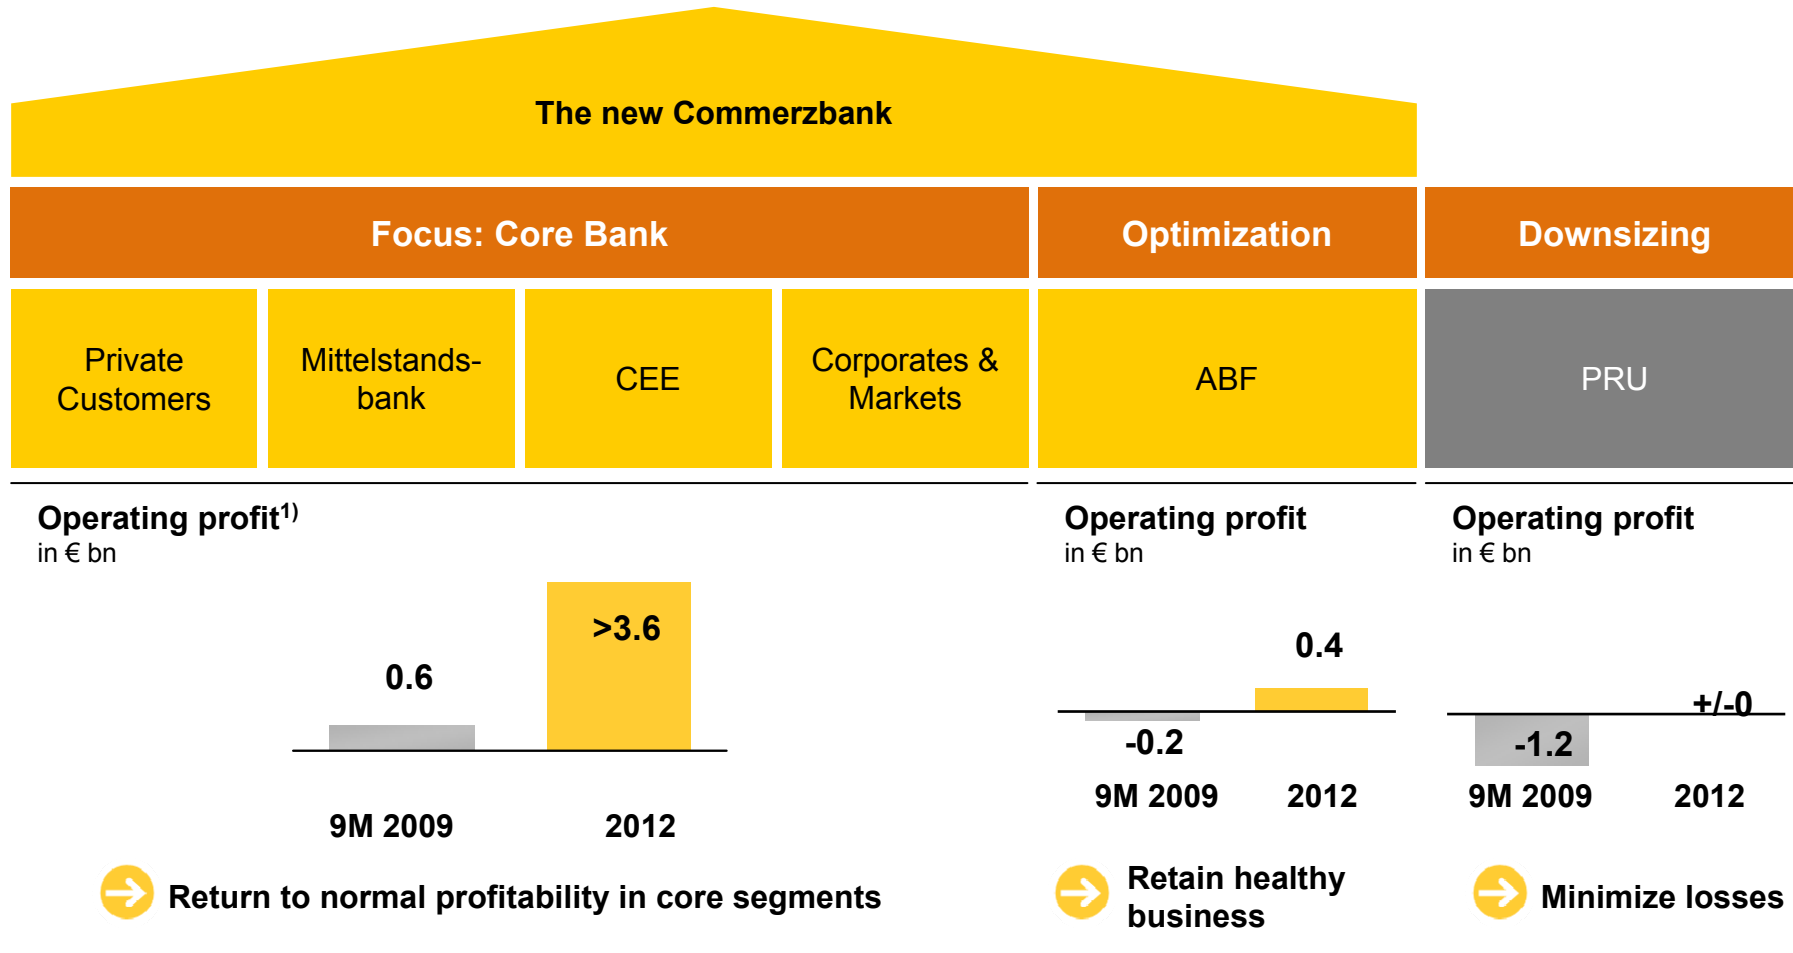 The new Commerzbank
Focus: Core Bank
Optimization
Downsizing
Private
Customers
Mittelstands-
bank
CEE
Corporates &
Markets
ABF
PRU
Operating profit1)
in € bn
0.6
>3.6
9M 2009
2012
Return to normal profitability in core segments
Operating profit
in € bn
-0.2
0.4
9M 2009
2012
Retain healthy
business
Operating profit
in € bn
-1.2
+/-0
9M 2009
2012
Minimize losses